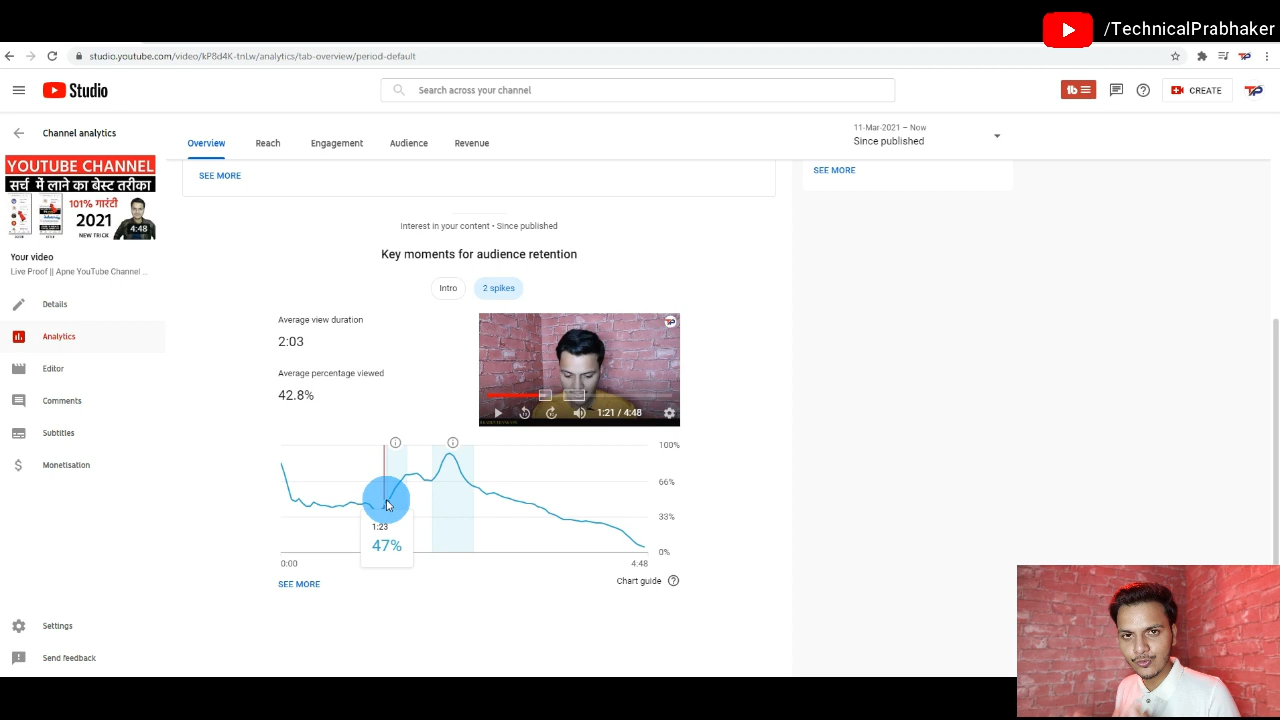 /TechnicalPrabhaker
studio.youtube.com/video/kP8d4K-tnLw/analytics/tab-overview/period-default
Studio
Search across your channel
CREATE
Channel analytics
Overview
Reach
Engagement
Audience
Revenue
11-Mar-2021 – Now
Since published
YOUTUBE CHANNEL
सर्च में लाने का बेस्ट तरीका
101% गारंटी
2021
NEW TRICK
4:48
SEE MORE
SEE MORE
Your video
Live Proof || Apne YouTube Channel ...
Details
Analytics
Editor
Comments
Subtitles
Monetisation
Settings
Send feedback
Interest in your content • Since published
Key moments for audience retention
Intro
2 spikes
Average view duration
2:03
Average percentage viewed
42.8%
1:21 / 4:48
100%
66%
33%
0%
1:23
47%
0:00
4:48
SEE MORE
Chart guide